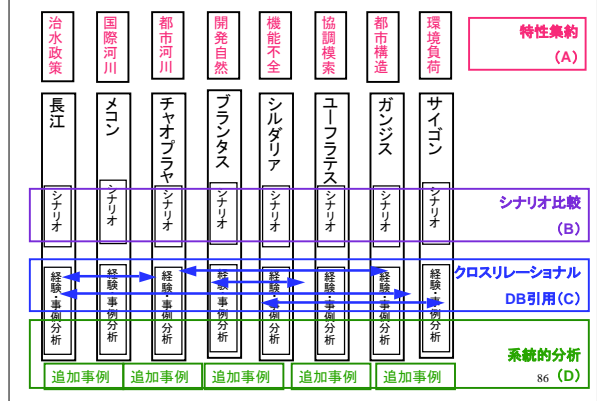 治水政策
国際河川
都市河川
開発自然
機能不全
協調模索
都市構造
環境負荷
特性集約
(A)
長江
メコン
チャオプラヤ
ブランタス
シルダリア
ユーフラテス
ガンジス
サイゴン
シナリオ
シナリオ
シナリオ
シナリオ
シナリオ
シナリオ
シナリオ
シナリオ
シナリオ比較
(B)
経験・事例分析
経験・事例分析
経験・事例分析
経験・事例分析
経験・事例分析
経験・事例分析
経験・事例分析
経験・事例分析
クロスリレーショナル
DB引用(C)
系統的分析
86 (D)
追加事例
追加事例
追加事例
追加事例
追加事例